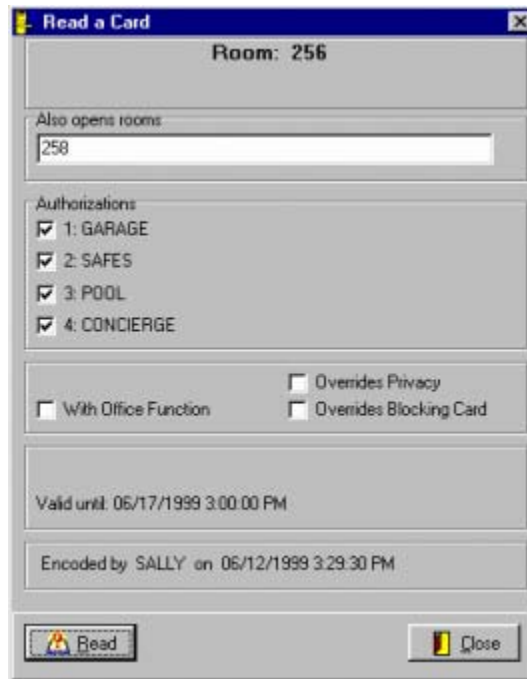 Read a Card
Room: 256
Also opens rooms
258
Authorizations
1: GARAGE
2: SAFES
3: POOL
4: CONCIERGE
Overrides Privacy
With Office Function Overrides Blocking Card
Valid until: 06/17/1999 3:00:00 PM
Encoded by SALLY on 06/12/1999 3:29:30 PM
Read Close